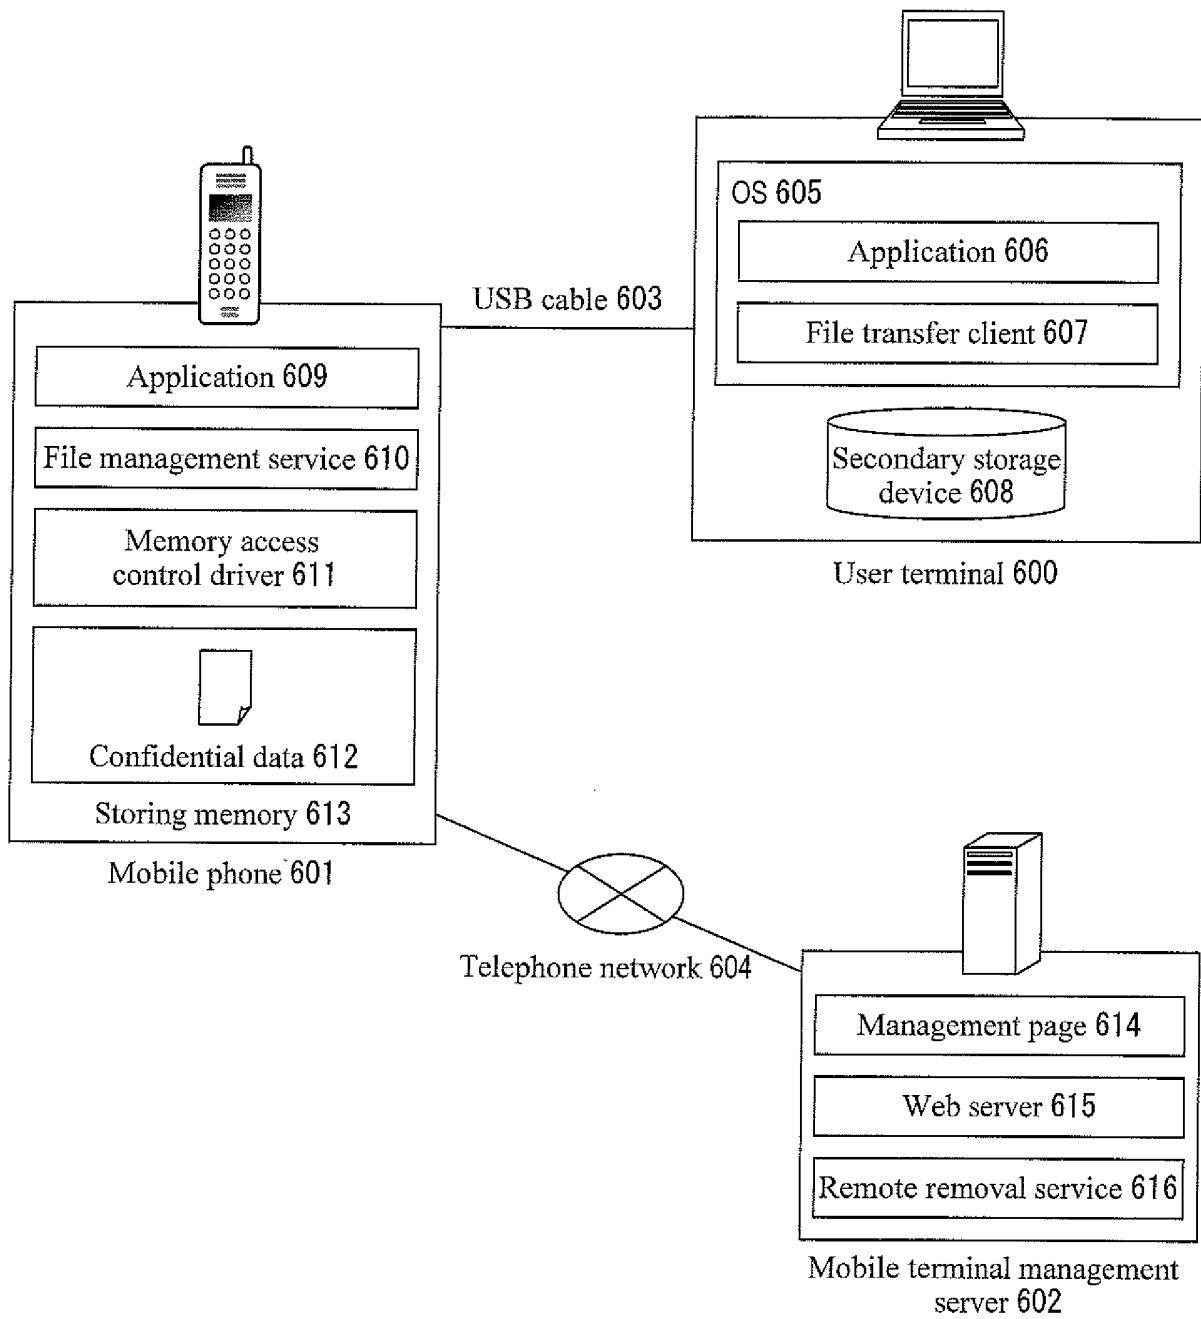 OS 605
Application 606
File transfer client 607
Secondary storage
device 608
User terminal 600
USB cable 603
Application 609
File management service 610
Memory access
control driver 611
Confidential data 612
Storing memory 613
Mobile phone 601
Telephone network 604
Management page 614
Web server 615
Remote removal service 616
Mobile terminal management
server 602